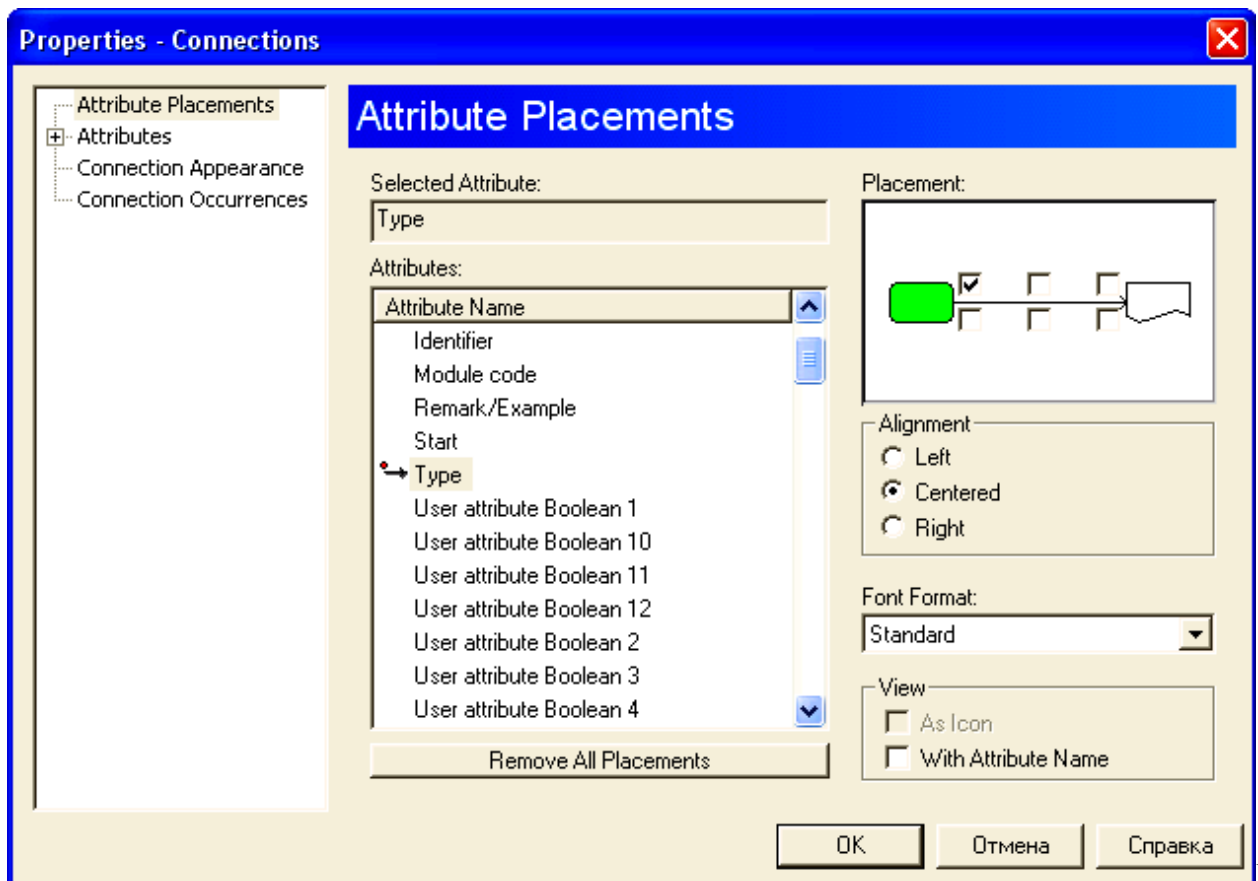 Properties - Connections
Attribute Placements
Attributes
Connection Appearance
Connection Occurrences
Attribute Placements
Selected Attribute:
Type
Attributes:
Attribute Name
Identifier
Module code
Remark/Example
Start
Type
User attribute Boolean 1
User attribute Boolean 10
User attribute Boolean 11
User attribute Boolean 12
User attribute Boolean 2
User attribute Boolean 3
User attribute Boolean 4
Remove All Placements
Placement:
Alignment
Left
Centered
Right
Font Format:
Standard
View
As Icon
With Attribute Name
OK
Отмена
Справка